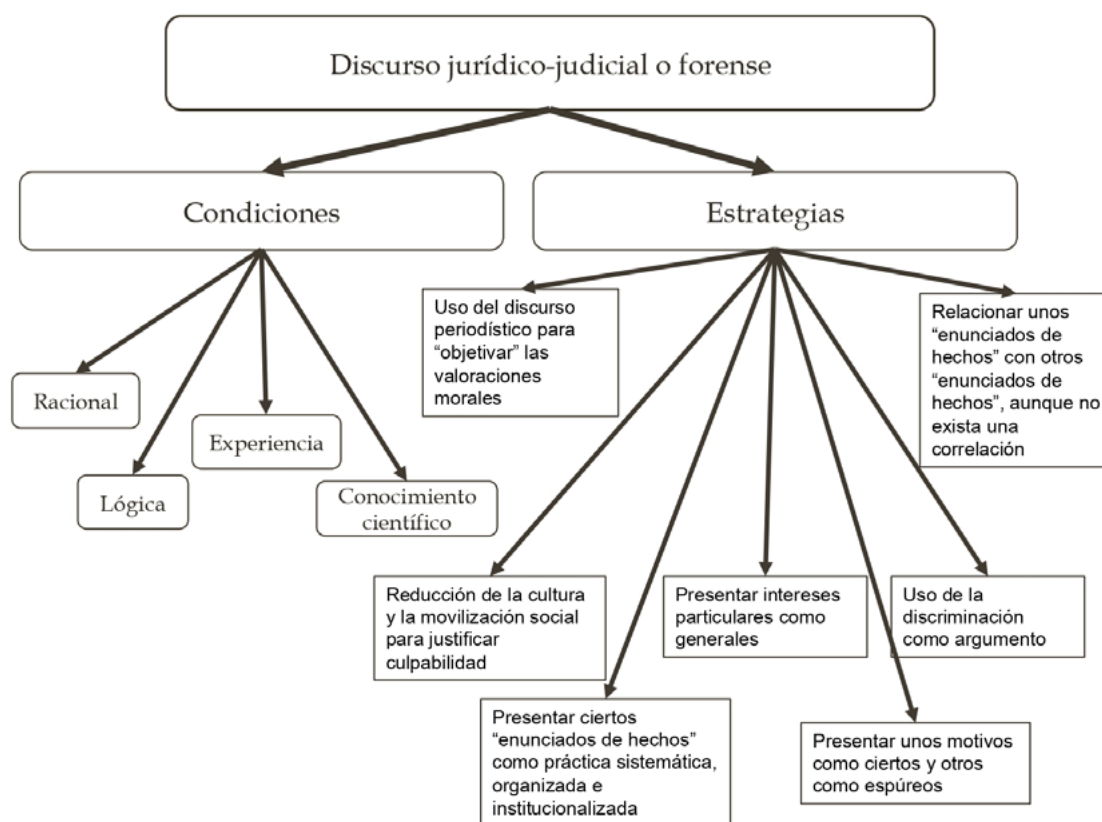 Discurso jurídico-judicial o forense
Condiciones
Estrategias
Racional
Lógica
Experiencia
Conocimiento
científico
Uso del discurso
periodístico para
“objetivar” las
valoraciones
morales
Relacionar unos
“enunciados de
hechos” con otros
“enunciados de
hechos”, aunque no
exista una
correlación
Reducción de la cultura
y la movilización social
para justificar
culpabilidad
Presentar intereses
particulares como
generales
Uso de la
discriminación
como argumento
Presentar ciertos
“enunciados de hechos”
como práctica sistemática,
organizada e
institucionalizada
Presentar unos motivos
como ciertos y otros
como espúreos